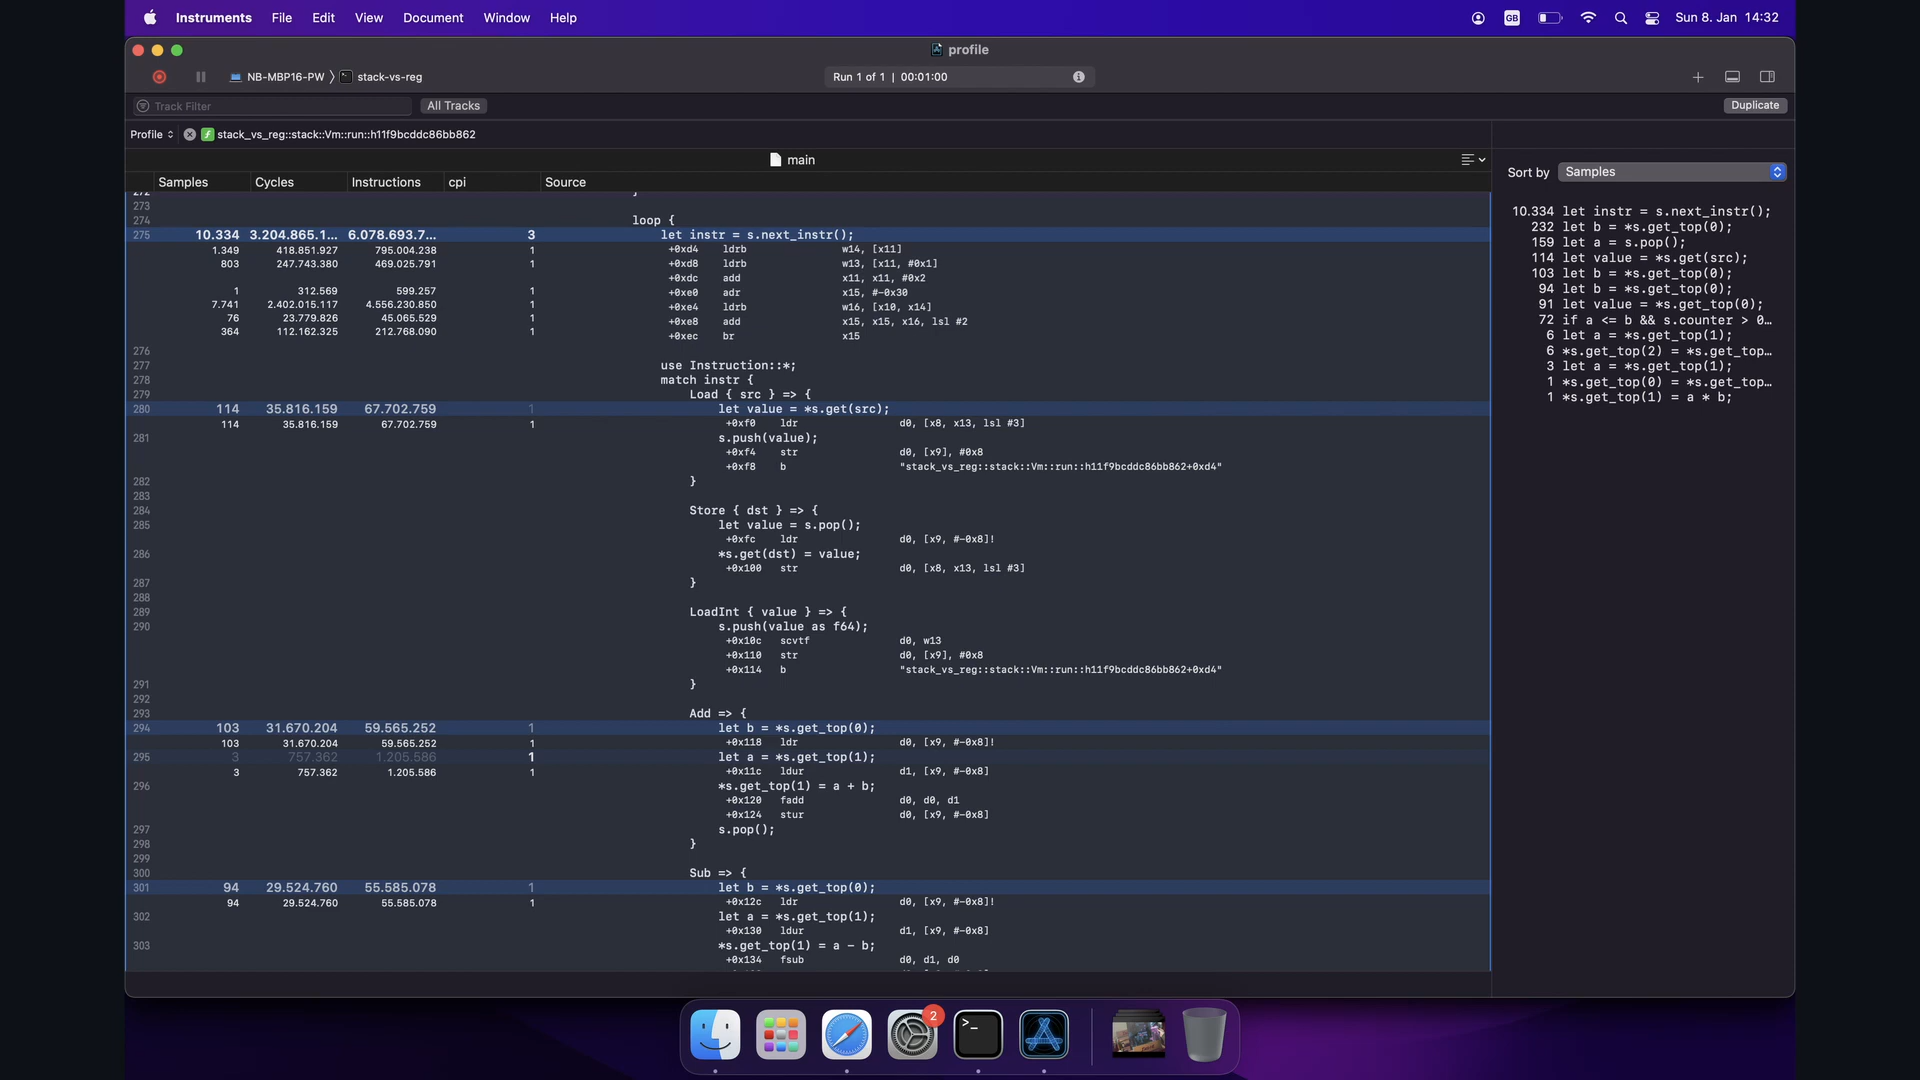 Instruments File Edit View Document Window Help GB Sun 8. Jan 14:32
profile
NB-MBP16-PW stack-vs-reg Run 1 of 1 | 00:01:00
Track Filter All Tracks Duplicate
Profile stack_vs_reg::stack::Vm::run::h11f9bcddc86bb862
main
Samples Cycles Instructions cpi Source
272 }
273
274 loop {
275 10.334 3.204.865.1... 6.078.693.7... 3 let instr = s.next_instr();
1.349 418.851.927 795.004.238 1 +0xd4 ldrb w14, [x11]
803 247.743.380 469.025.791 1 +0xd8 ldrb w13, [x11, #0x1]
+0xdc add x11, x11, #0x2
1 312.569 599.257 1 +0xe0 adr x15, #-0x30
7.741 2.402.015.117 4.556.230.850 1 +0xe4 ldrb w16, [x10, x14]
76 23.779.826 45.065.529 1 +0xe8 add x15, x15, x16, lsl #2
364 112.162.325 212.768.090 1 +0xec br x15
276
277 use Instruction::*;
278 match instr {
279 Load { src } => {
280 114 35.816.159 67.702.759 1 let value = *s.get(src);
114 35.816.159 67.702.759 1 +0xf0 ldr d0, [x8, x13, lsl #3]
281 s.push(value);
+0xf4 str d0, [x9], #0x8
+0xf8 b "stack_vs_reg::stack::Vm::run::h11f9bcddc86bb862+0xd4"
282 }
283
284 Store { dst } => {
285 let value = s.pop();
+0xfc ldr d0, [x9, #-0x8]!
286 *s.get(dst) = value;
+0x100 str d0, [x8, x13, lsl #3]
287 }
288
289 LoadInt { value } => {
290 s.push(value as f64);
+0x10c scvtf d0, w13
+0x110 str d0, [x9], #0x8
+0x114 b "stack_vs_reg::stack::Vm::run::h11f9bcddc86bb862+0xd4"
291 }
292
293 Add => {
294 103 31.670.204 59.565.252 1 let b = *s.get_top(0);
103 31.670.204 59.565.252 1 +0x118 ldr d0, [x9, #-0x8]!
295 3 757.362 1.205.586 1 let a = *s.get_top(1);
3 757.362 1.205.586 1 +0x11c ldur d1, [x9, #-0x8]
296 *s.get_top(1) = a + b;
+0x120 fadd d0, d0, d1
+0x124 stur d0, [x9, #-0x8]
297 s.pop();
298 }
299
300 Sub => {
301 94 29.524.760 55.585.078 1 let b = *s.get_top(0);
94 29.524.760 55.585.078 1 +0x12c ldr d0, [x9, #-0x8]!
302 let a = *s.get_top(1);
+0x130 ldur d1, [x9, #-0x8]
303 *s.get_top(1) = a - b;
+0x134 fsub d0, d1, d0
Sort by Samples
10.334 let instr = s.next_instr();
232 let b = *s.get_top(0);
159 let a = s.pop();
114 let value = *s.get(src);
103 let b = *s.get_top(0);
94 let b = *s.get_top(0);
91 let value = *s.get_top(0);
72 if a <= b && s.counter > 0...
6 let a = *s.get_top(1);
6 *s.get_top(2) = *s.get_top...
3 let a = *s.get_top(1);
1 *s.get_top(0) = *s.get_top...
1 *s.get_top(1) = a * b;
2
>_